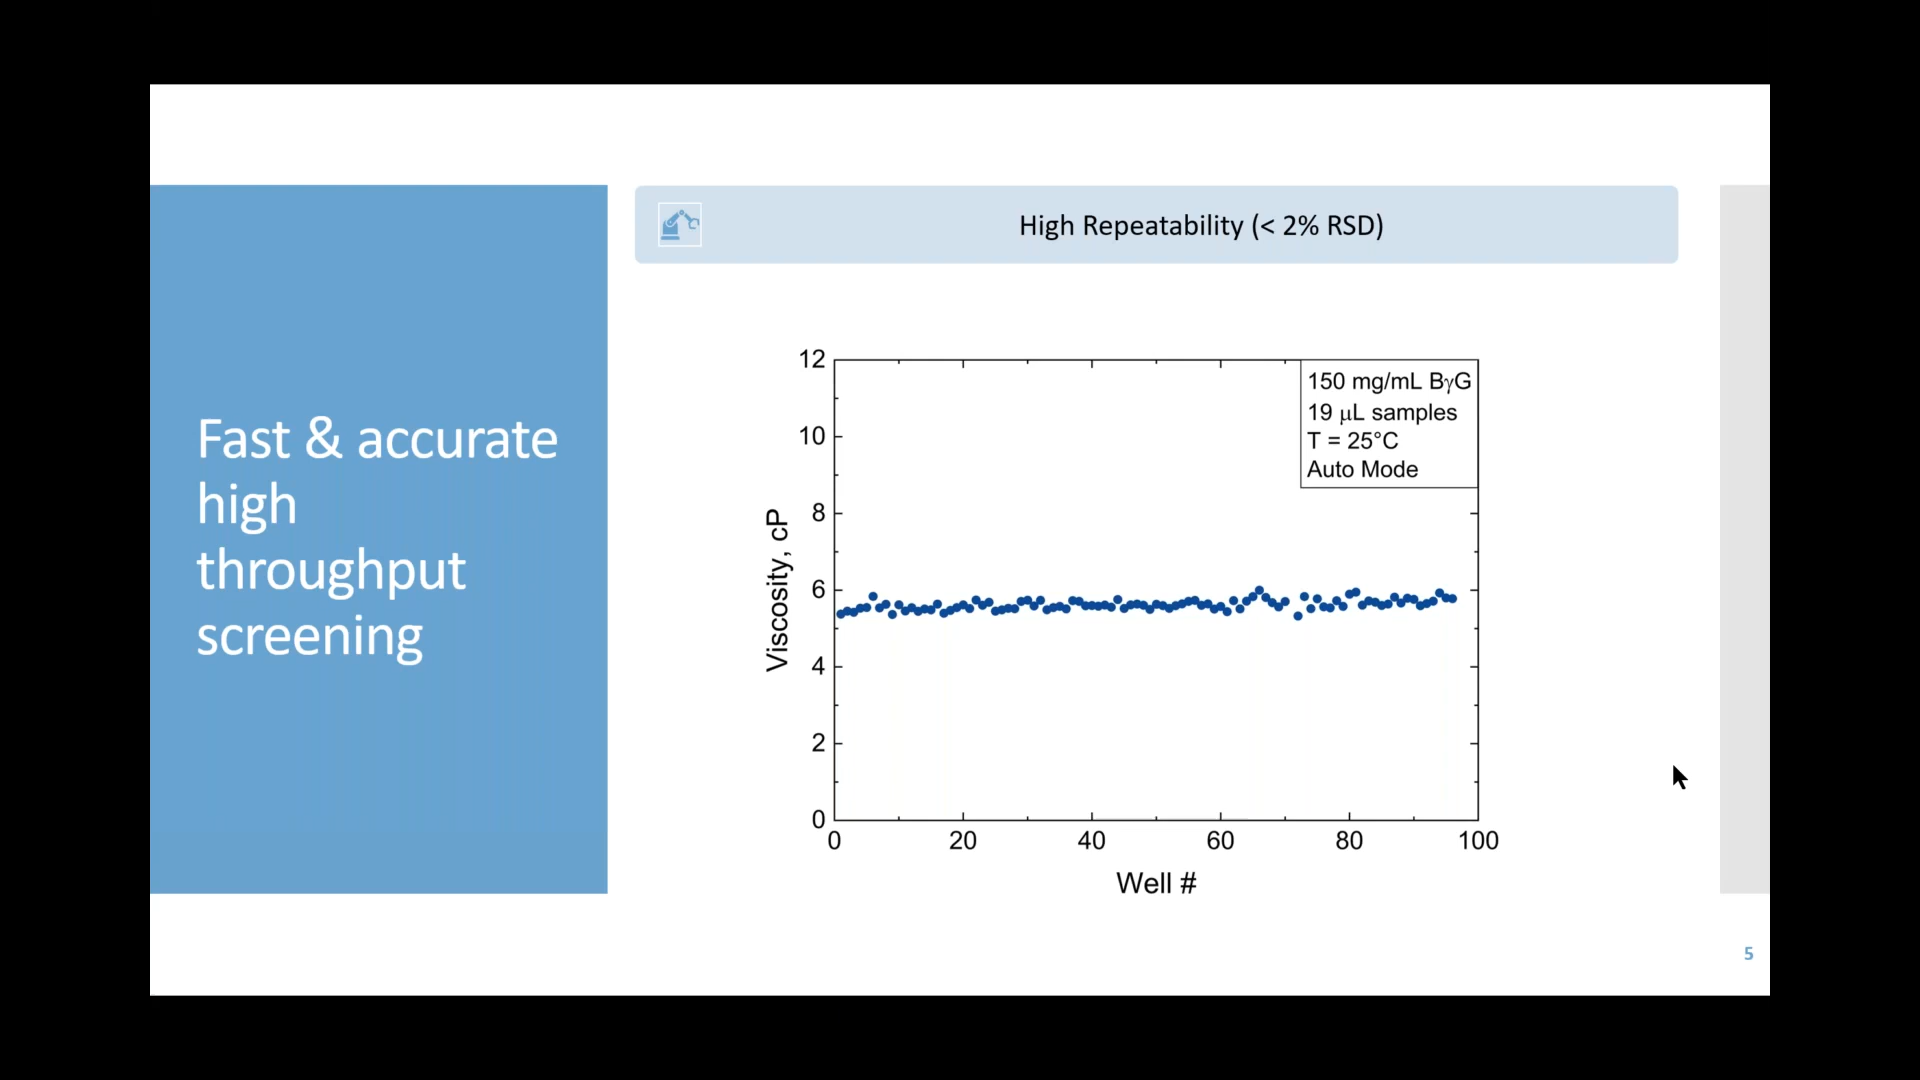 Fast & accurate
high
throughput
screening
High Repeatability (< 2% RSD)
150 mg/mL BγG
19 μL samples
T = 25°C
Auto Mode
Viscosity, cP
12
10
8
6
4
2
0
0 20 40 60 80 100
Well #
5